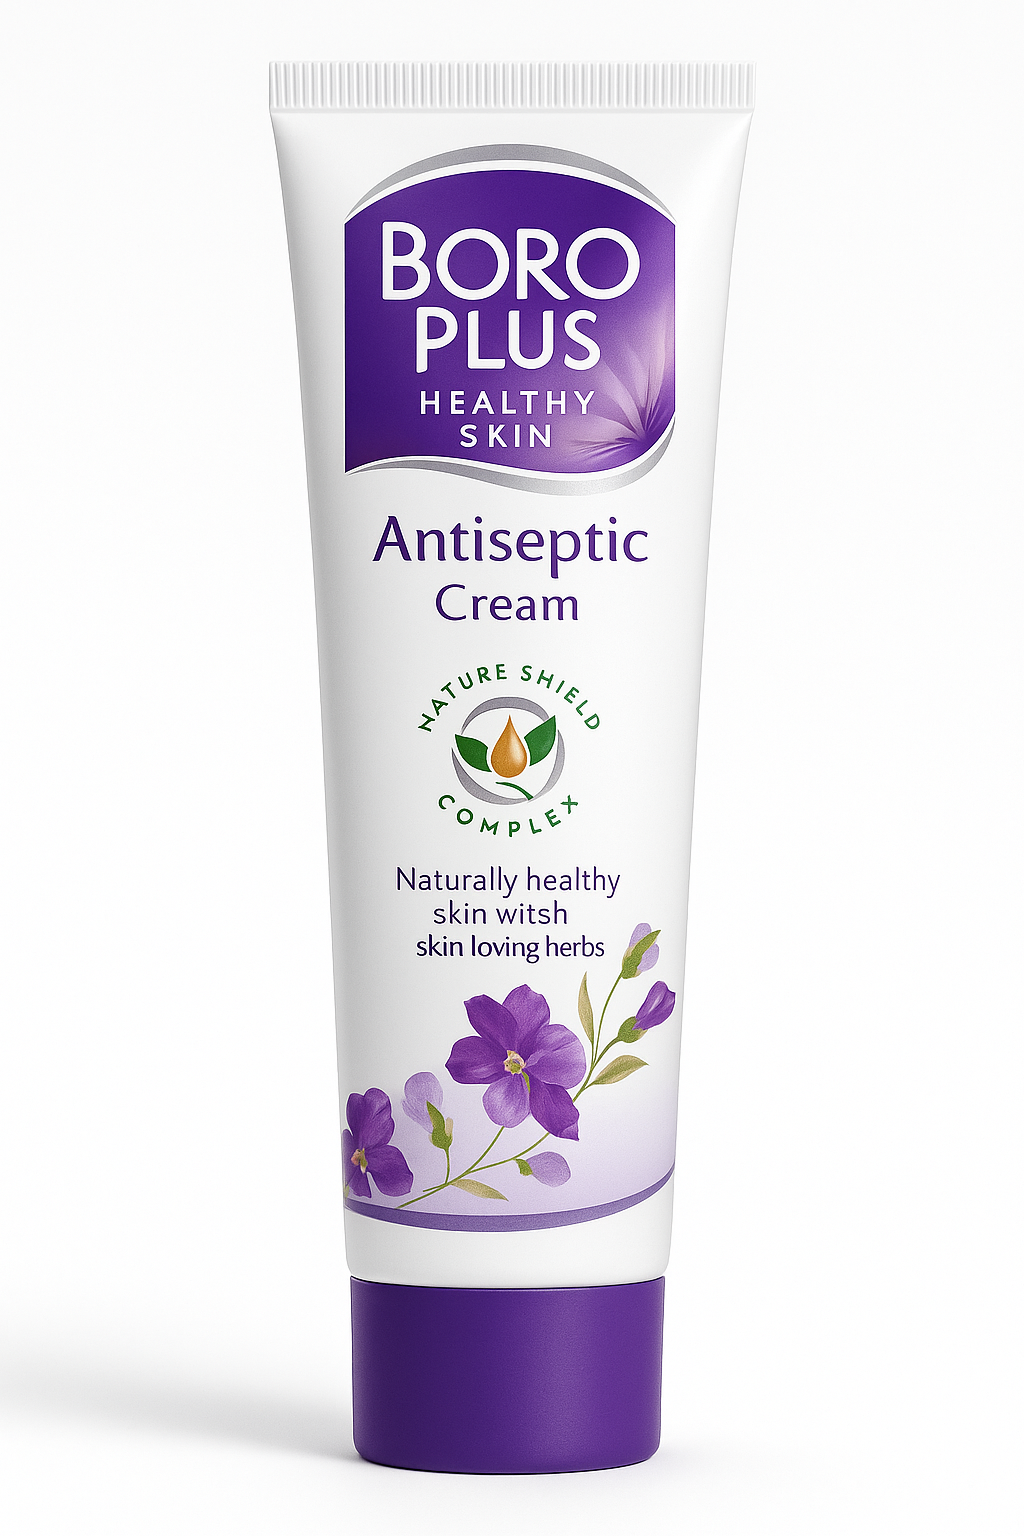 BORO
PLUS
HEALTHY
SKIN
Antiseptic
Cream
NATURE SHIELD
COMPLEX
Naturally healthy
skin witsh
skin loving herbs